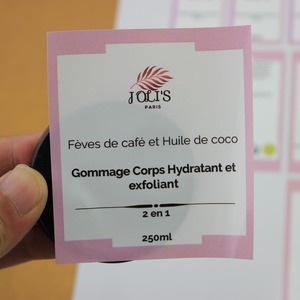 JOLI'S
PARIS
Fèves de café et Huile de coco
Gommage Corps Hydratant et
exfoliant
2 en 1
250ml